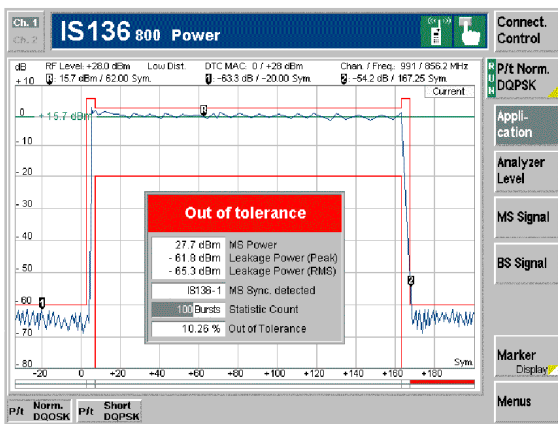 Ch. 1
Ch. 2
IS136 800 Power
Connect. Control
dB RF Level: +28.0 dBm Low Dist. DTC MAC: 0 / +28 dBm Chan. / Freq.: 991 / 856.2 MHz
+ 10 1 15.7 dBm / 62.00 Sym. 2 -63.3 dB / -20.00 Sym. 3 -54.2 dB / 167.25 Sym.
Current
RUN
P/t Norm. DQPSK
Appli-cation
Analyzer Level
MS Signal
BS Signal
Marker
Display
Menus
0
+ 15.7 dBm
- 10
- 20
- 30
- 40
- 50
- 60
- 70
- 80
Out of tolerance
27.7 dBm MS Power
- 61.8 dBm Leakage Power (Peak)
- 65.3 dBm Leakage Power (RMS)
IS136-1 MS Sync. detected
100 Bursts Statistic Count
10.26 % Out of Tolerance
Sym.
-20 0 +20 +40 +60 +80 +100 +120 +140 +160 +180
P/t Norm. DQOSK
P/t Short DQPSK